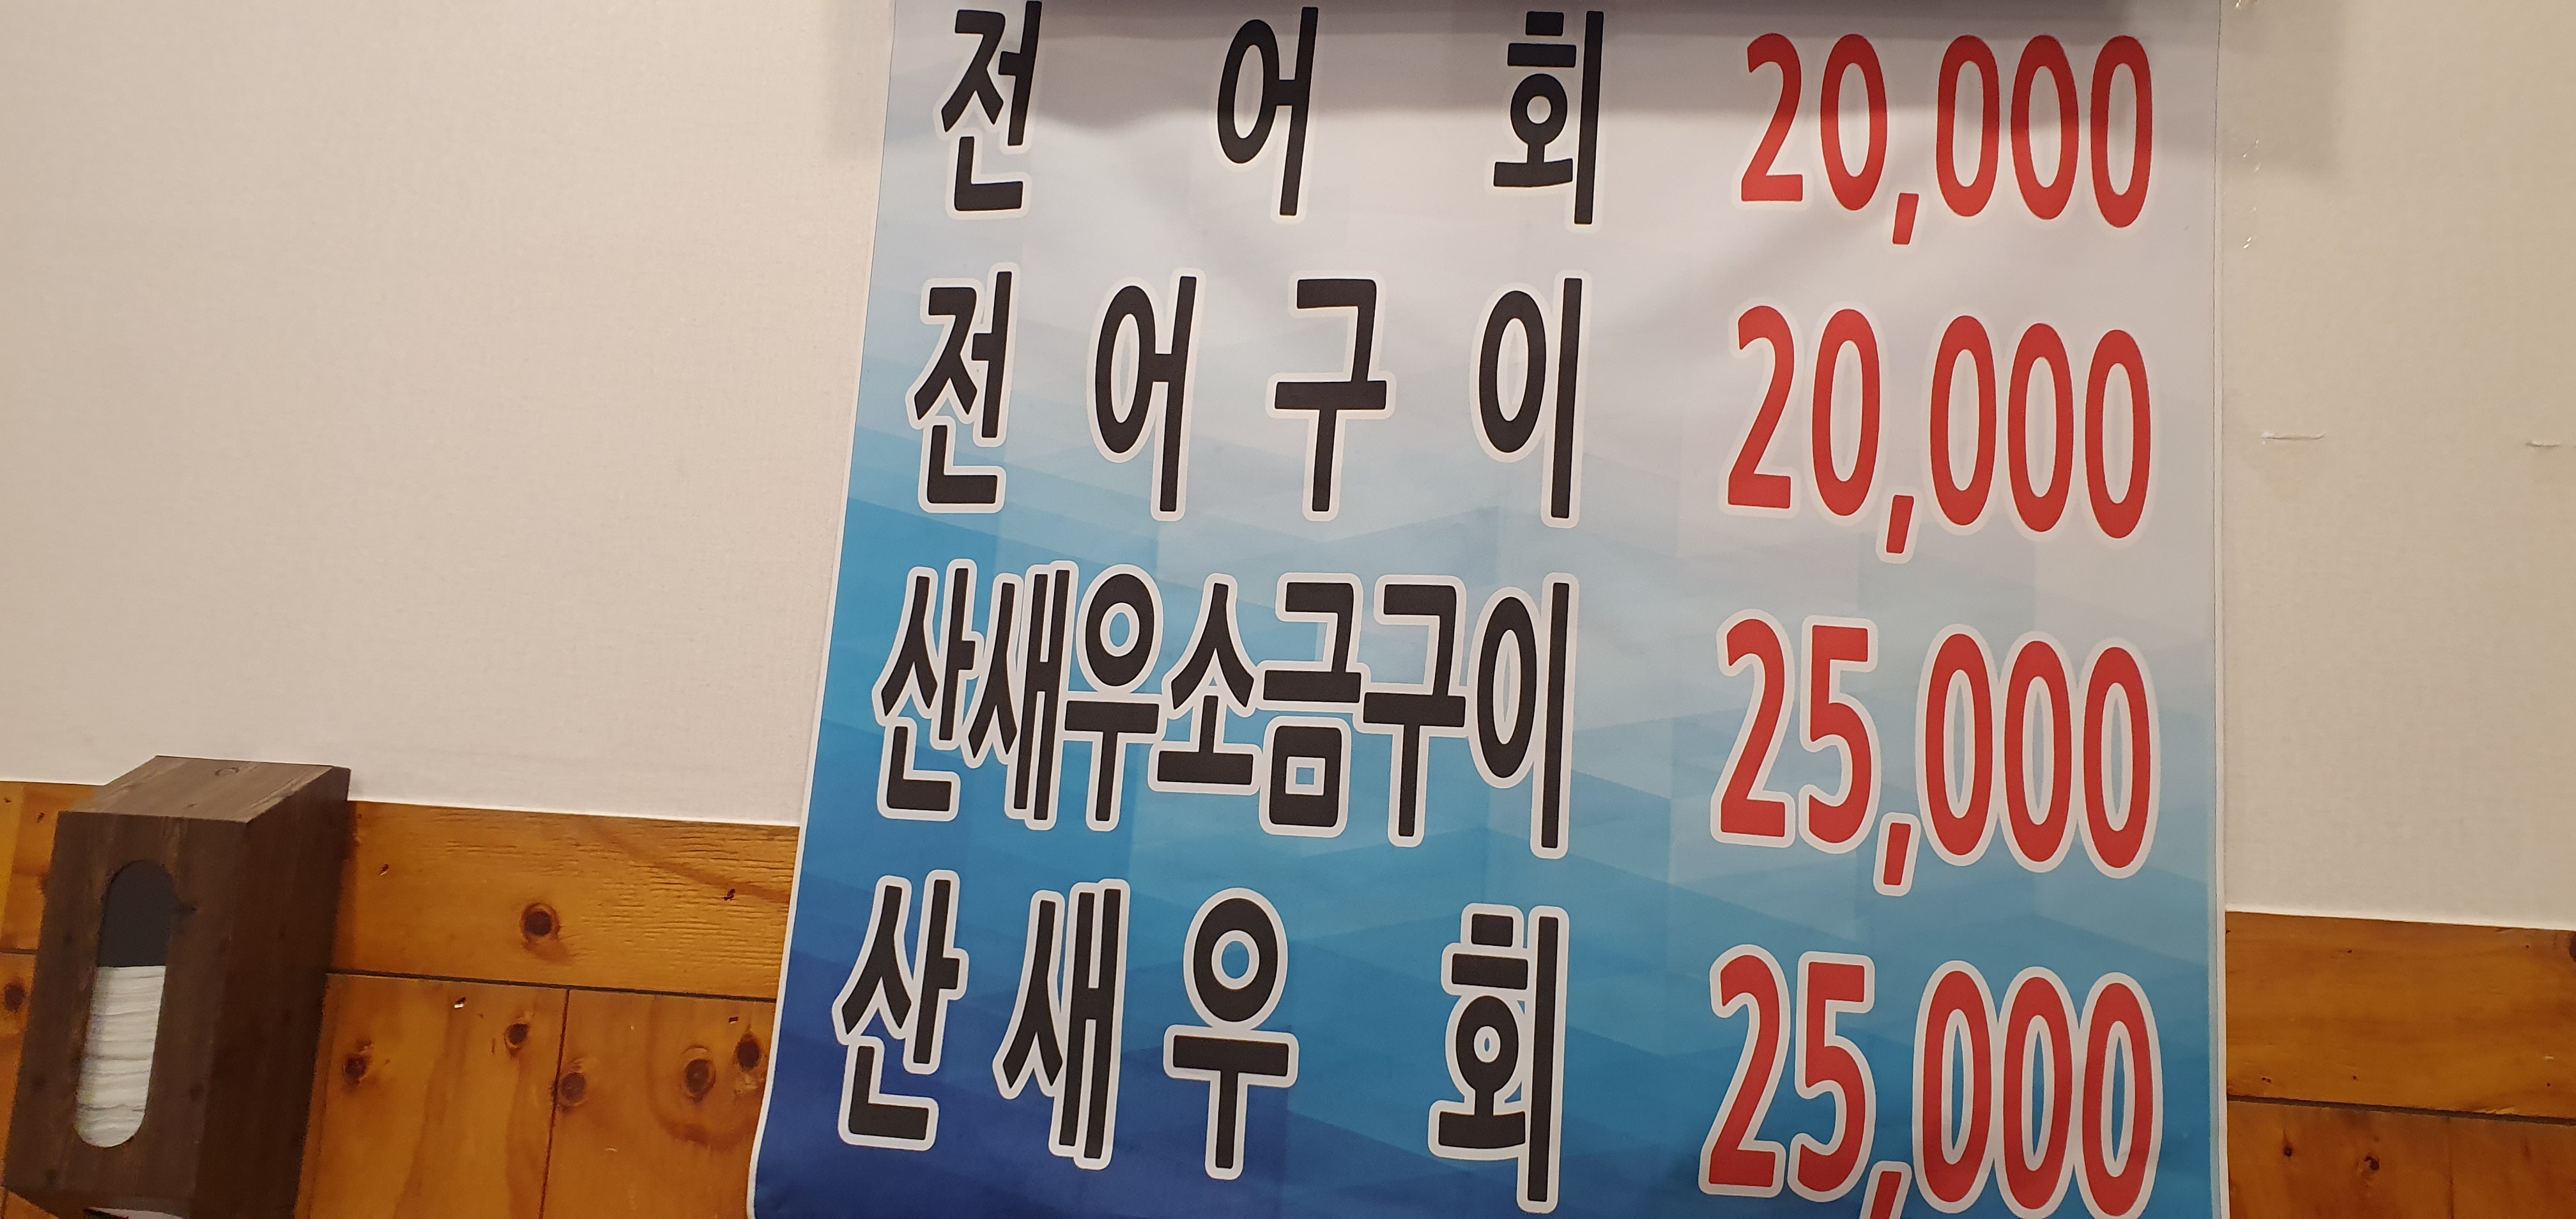 전 어 회 20,000
전 어 구 이 20,000
산새우소금구이 25,000
산 새 우 회 25,000